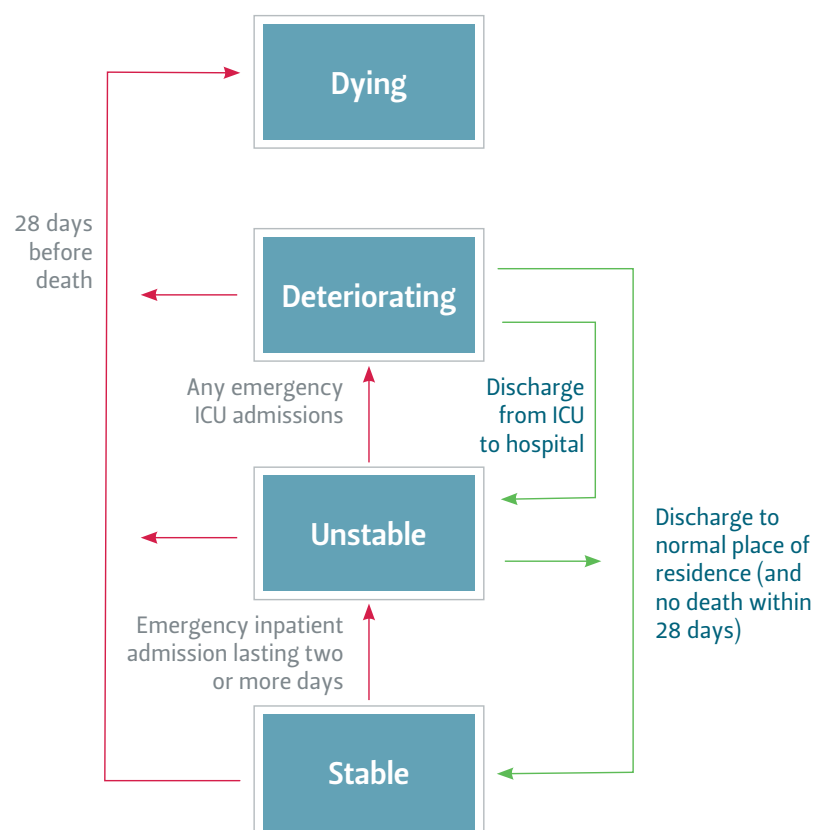 Dying
28 days
before
death
Deteriorating
Any emergency
ICU admissions
Discharge
from ICU
to hospital
Unstable
Discharge to
normal place of
residence (and
no death within
28 days)
Emergency inpatient
admission lasting two
or more days
Stable